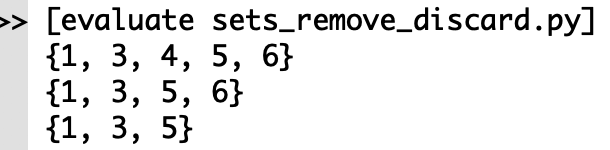 >> [evaluate sets_remove_discard.py]
{1, 3, 4, 5, 6}
{1, 3, 5, 6}
{1, 3, 5}